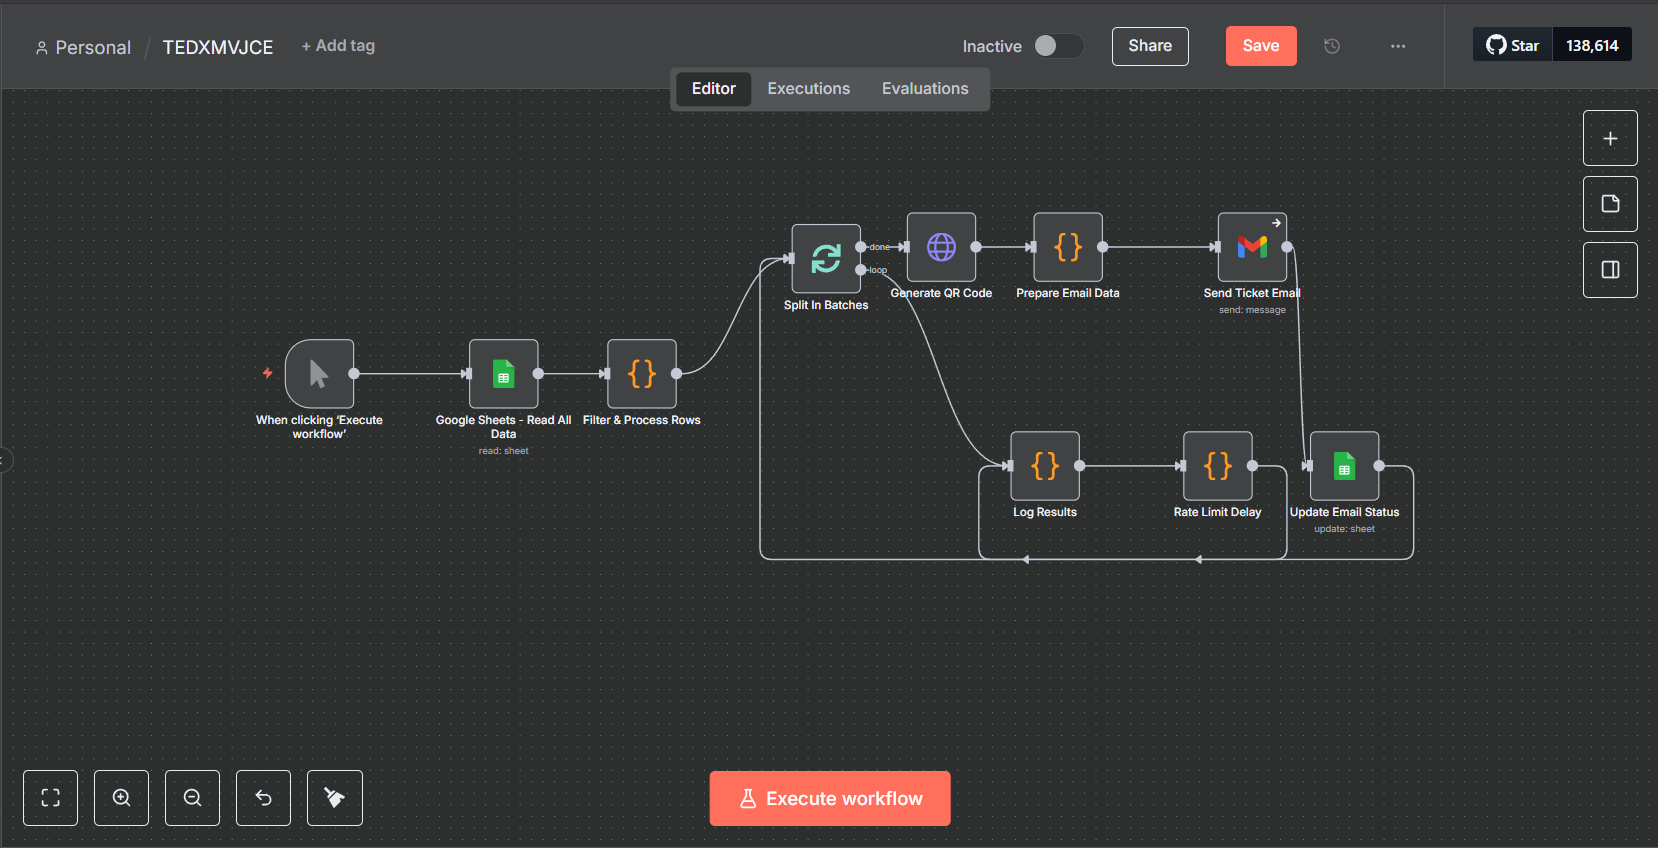 Personal / TEDXMVJCE + Add tag
Inactive
Share
Save
Star 138,614
Editor Executions Evaluations
done
loop
Split In Batches
Generate QR Code
Prepare Email Data
Send Ticket Email
send: message
When clicking ‘Execute
workflow’
Google Sheets - Read All
Data
read: sheet
{}
Filter & Process Rows
{}
{}
Log Results
{}
Rate Limit Delay
Update Email Status
update: sheet
Execute workflow